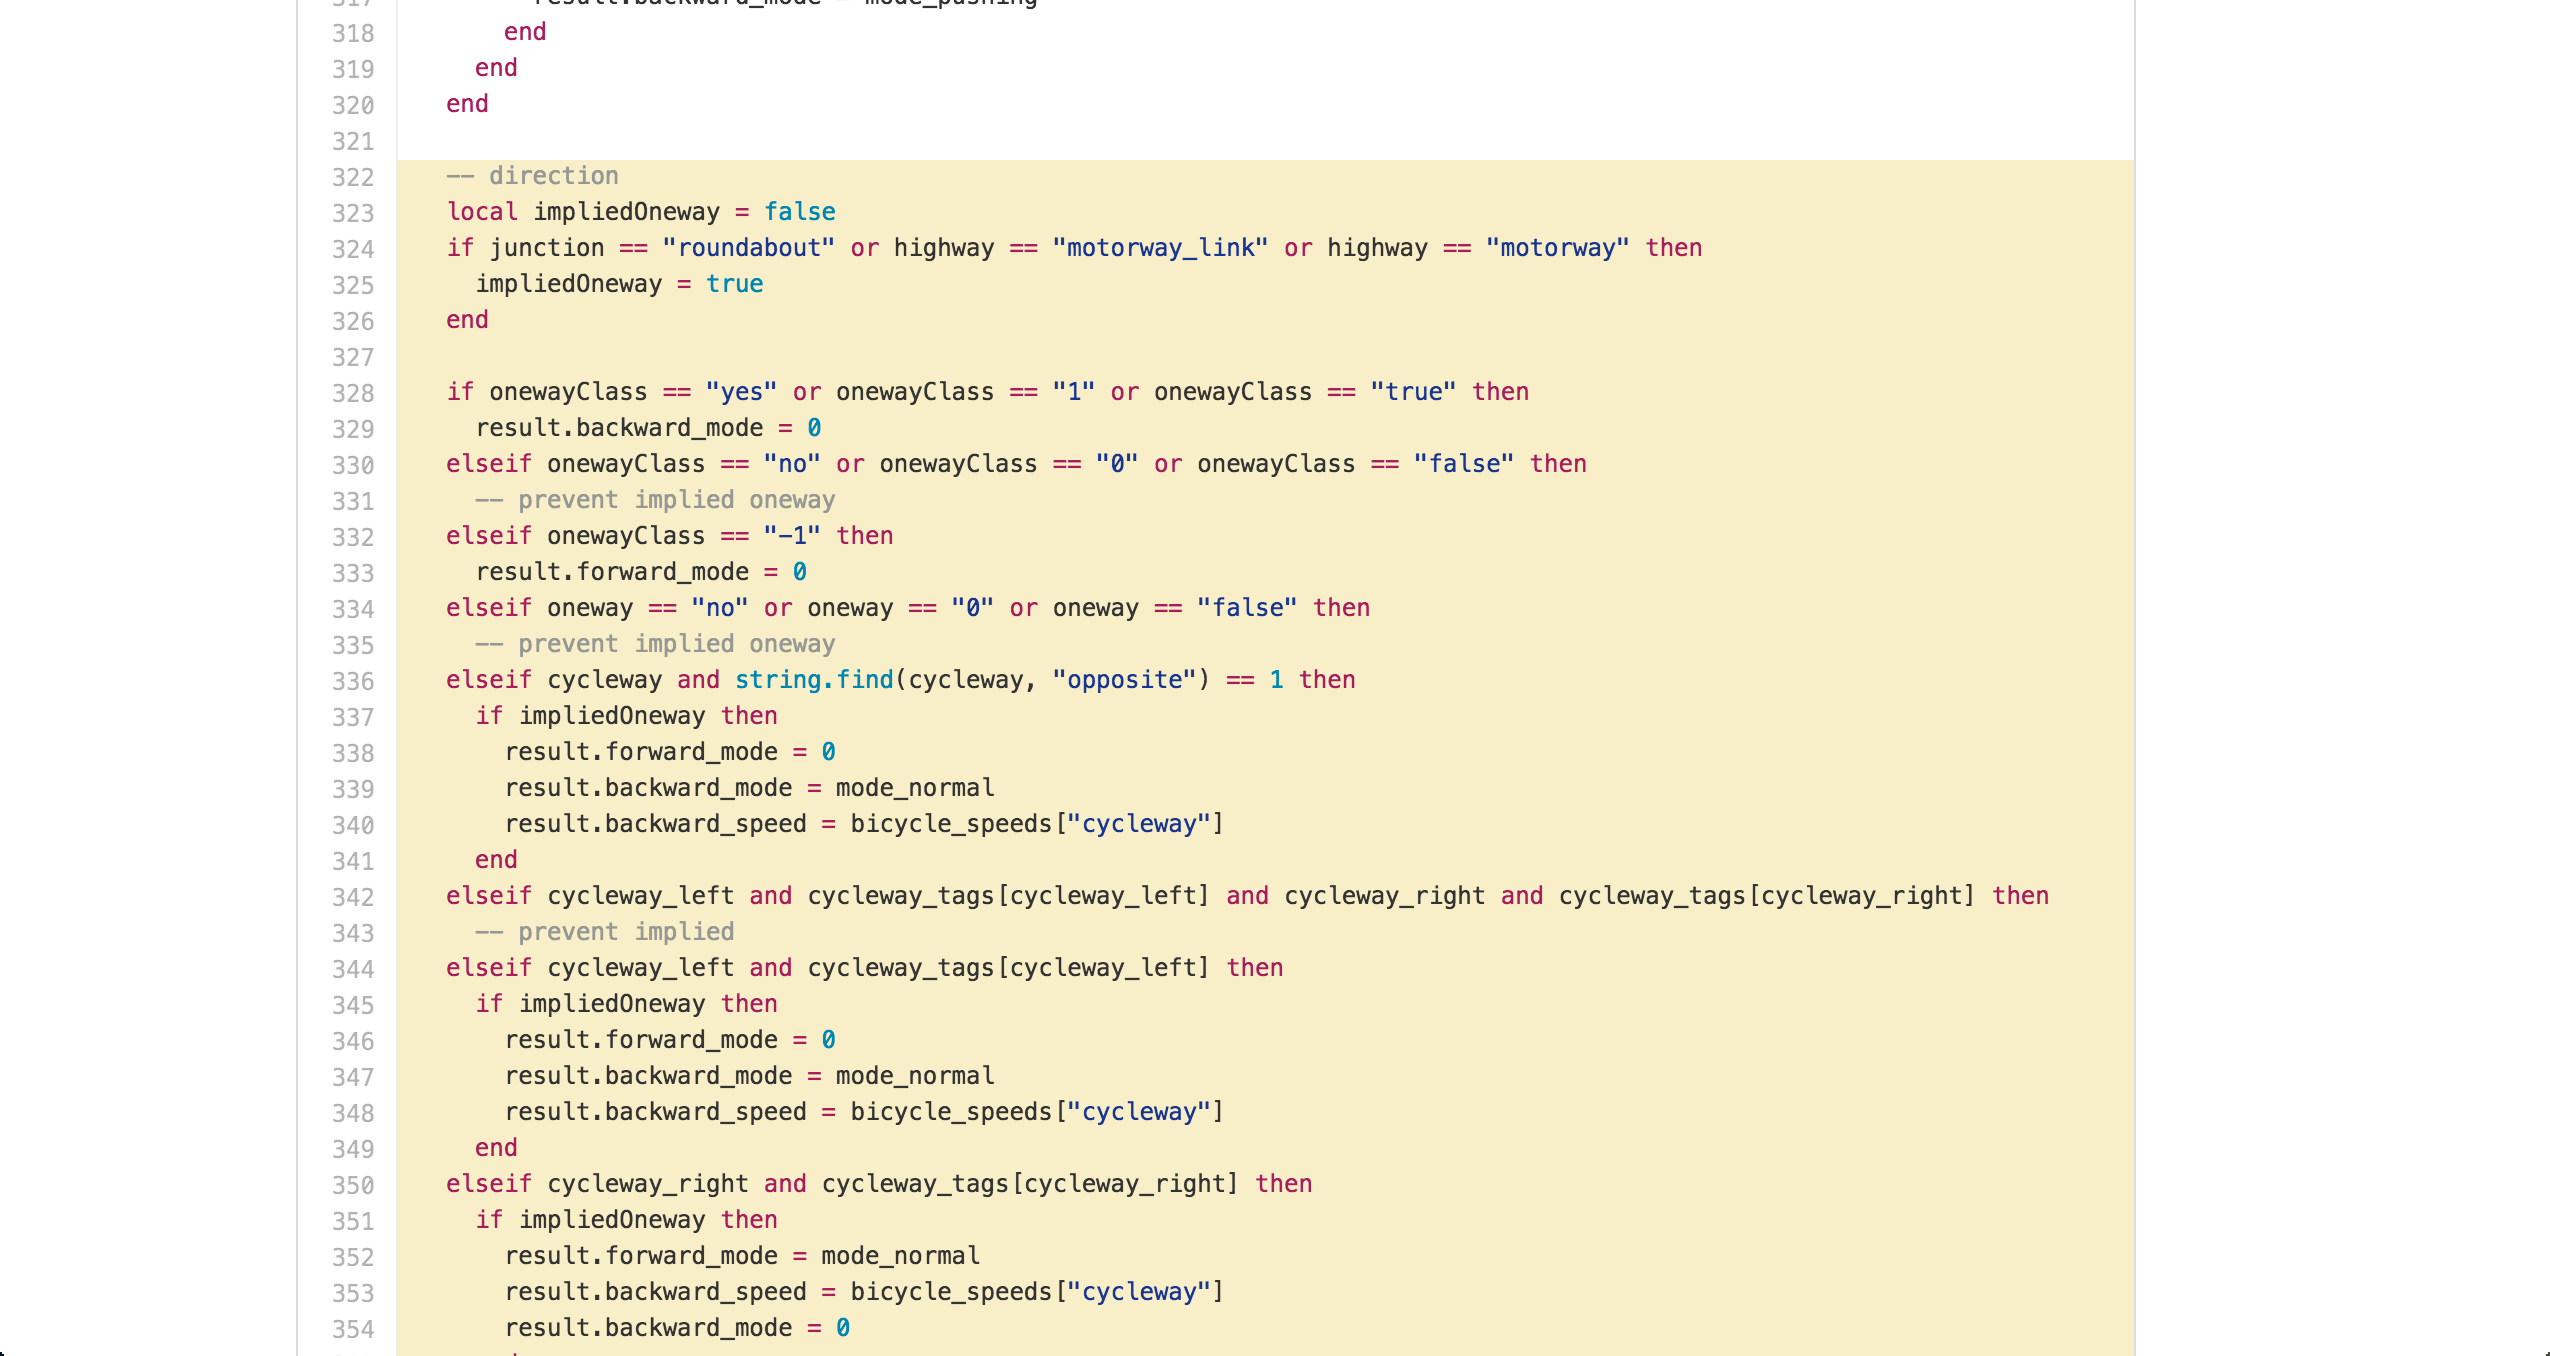 317 result.backward_mode = mode_pushing
318 end
319 end
320 end
321
322 -- direction
323 local impliedOneway = false
324 if junction == "roundabout" or highway == "motorway_link" or highway == "motorway" then
325 impliedOneway = true
326 end
327
328 if onewayClass == "yes" or onewayClass == "1" or onewayClass == "true" then
329 result.backward_mode = 0
330 elseif onewayClass == "no" or onewayClass == "0" or onewayClass == "false" then
331 -- prevent implied oneway
332 elseif onewayClass == "-1" then
333 result.forward_mode = 0
334 elseif oneway == "no" or oneway == "0" or oneway == "false" then
335 -- prevent implied oneway
336 elseif cycleway and string.find(cycleway, "opposite") == 1 then
337 if impliedOneway then
338 result.forward_mode = 0
339 result.backward_mode = mode_normal
340 result.backward_speed = bicycle_speeds["cycleway"]
341 end
342 elseif cycleway_left and cycleway_tags[cycleway_left] and cycleway_right and cycleway_tags[cycleway_right] then
343 -- prevent implied
344 elseif cycleway_left and cycleway_tags[cycleway_left] then
345 if impliedOneway then
346 result.forward_mode = 0
347 result.backward_mode = mode_normal
348 result.backward_speed = bicycle_speeds["cycleway"]
349 end
350 elseif cycleway_right and cycleway_tags[cycleway_right] then
351 if impliedOneway then
352 result.forward_mode = mode_normal
353 result.backward_speed = bicycle_speeds["cycleway"]
354 result.backward_mode = 0